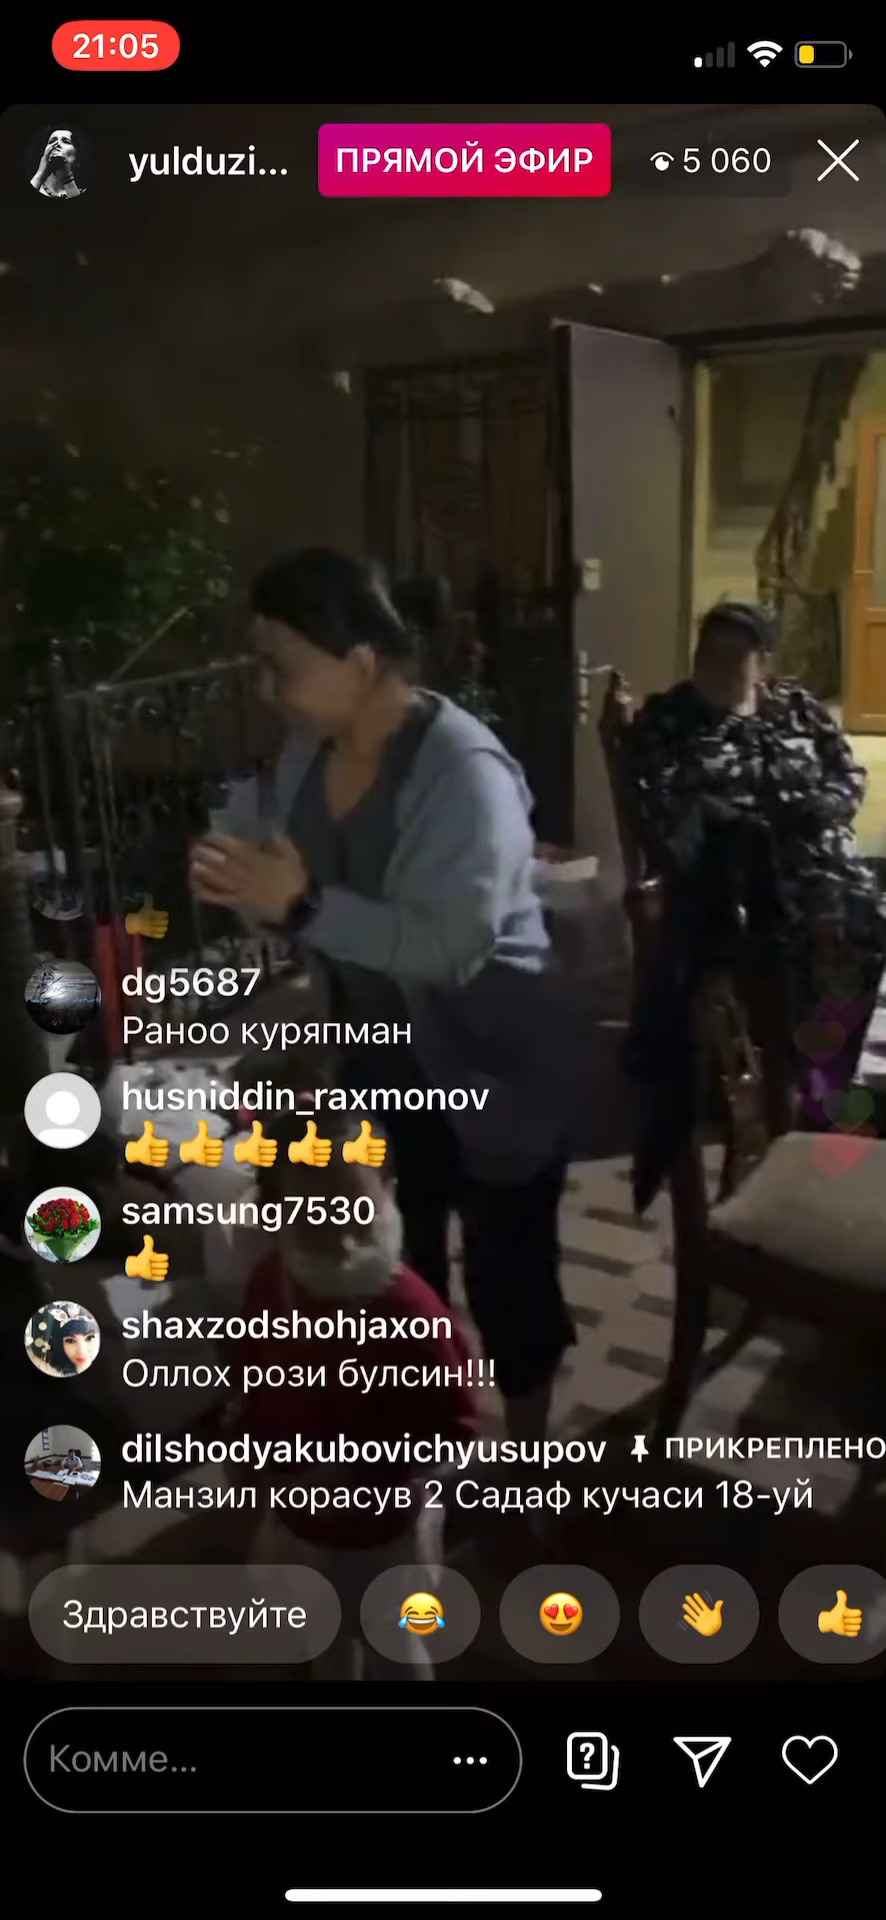 21:05
yulduzi...
ПРЯМОЙ ЭФИР
5 060
dg5687
Раноо куряпман
husniddin_raxmonov
👍👍👍👍👍
samsung7530
👍
shaxzodshohjaxon
Оллох рози булсин!!!
dilshodyakubovichyusupov ПРИКРЕПЛЕНО
Манзил корасув 2 Садаф кучаси 18-уй
Здравствуйте
Комме...